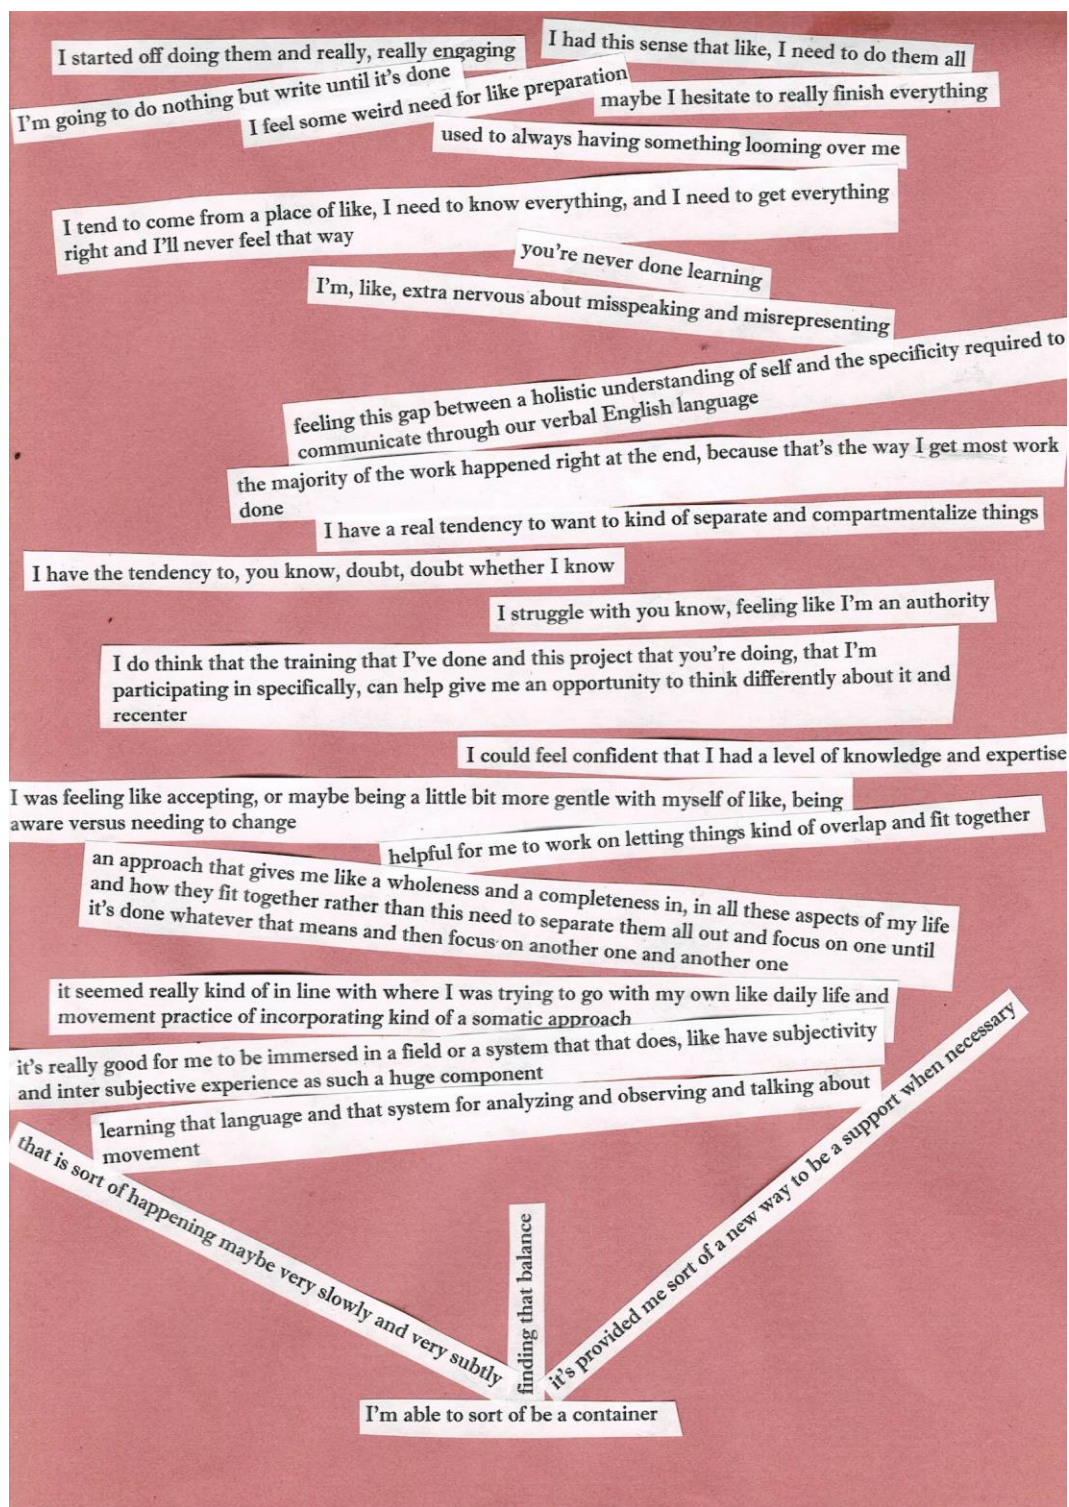 I started off doing them and really, really engaging
I had this sense that like, I need to do them all
I'm going to do nothing but write until it's done
I feel some weird need for like preparation
maybe I hesitate to really finish everything
used to always having something looming over me
I tend to come from a place of like, I need to know everything, and I need to get everything
right and I'll never feel that way
you're never done learning
I'm, like, extra nervous about misspeaking and misrepresenting
feeling this gap between a holistic understanding of self and the specificity required to
communicate through our verbal English language
the majority of the work happened right at the end, because that's the way I get most work
done
I have a real tendency to want to kind of separate and compartmentalize things
I have the tendency to, you know, doubt, doubt whether I know
I struggle with you know, feeling like I'm an authority
I do think that the training that I've done and this project that you're doing, that I'm
participating in specifically, can help give me an opportunity to think differently about it and
recenter
I could feel confident that I had a level of knowledge and expertise
I was feeling like accepting, or maybe being a little bit more gentle with myself of like, being
aware versus needing to change
helpful for me to work on letting things kind of overlap and fit together
an approach that gives me like a wholeness and a completeness in, in all these aspects of my life
and how they fit together rather than this need to separate them all out and focus on one until
it's done whatever that means and then focus on another one and another one
it seemed really kind of in line with where I was trying to go with my own like daily life and
movement practice of incorporating kind of a somatic approach
it's really good for me to be immersed in a field or a system that that does, like have subjectivity
and inter subjective experience as such a huge component
learning that language and that system for analyzing and observing and talking about
movement
that is sort of happening maybe very slowly and very subtly
finding that balance
it's provided me sort of a new way to be a support when necessary
I'm able to sort of be a container